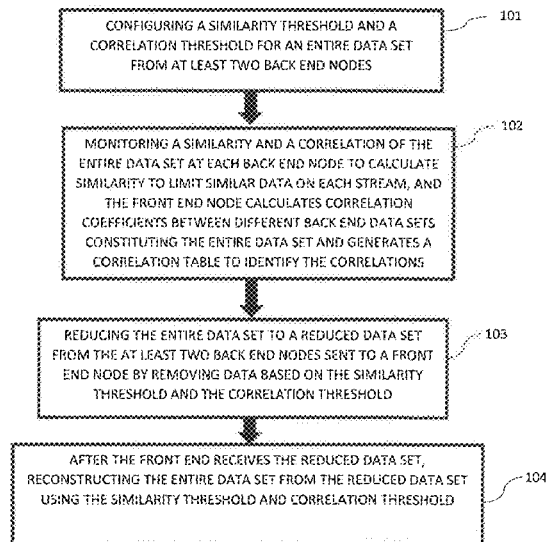 CONFIGURING A SIMILARITY THRESHOLD AND A
CORRELATION THRESHOLD FOR AN ENTIRE DATA SET
FROM AT LEAST TWO BACK END NODES
101
MONITORING A SIMILARITY AND A CORRELATION OF THE
ENTIRE DATA SET AT EACH BACK END NODE TO CALCULATE
SIMILARITY TO LIMIT SIMILAR DATA ON EACH STREAM, AND
THE FRONT END NODE CALCULATES CORRELATION
COEFFICIENTS BETWEEN DIFFERENT BACK END DATA SETS
CONSTITUTING THE ENTIRE DATA SET AND GENERATES A
CORRELATION TABLE TO IDENTIFY THE CORRELATIONS
102
REDUCING THE ENTIRE DATA SET TO A REDUCED DATA SET
FROM THE AT LEAST TWO BACK END NODES SENT TO A FRONT
END NODE BY REMOVING DATA BASED ON THE SIMILARITY
THRESHOLD AND THE CORRELATION THRESHOLD
103
AFTER THE FRONT END RECEIVES THE REDUCED DATA SET,
RECONSTRUCTING THE ENTIRE DATA SET FROM THE REDUCED DATA SET
USING THE SIMILARITY THRESHOLD AND CORRELATION THRESHOLD
104